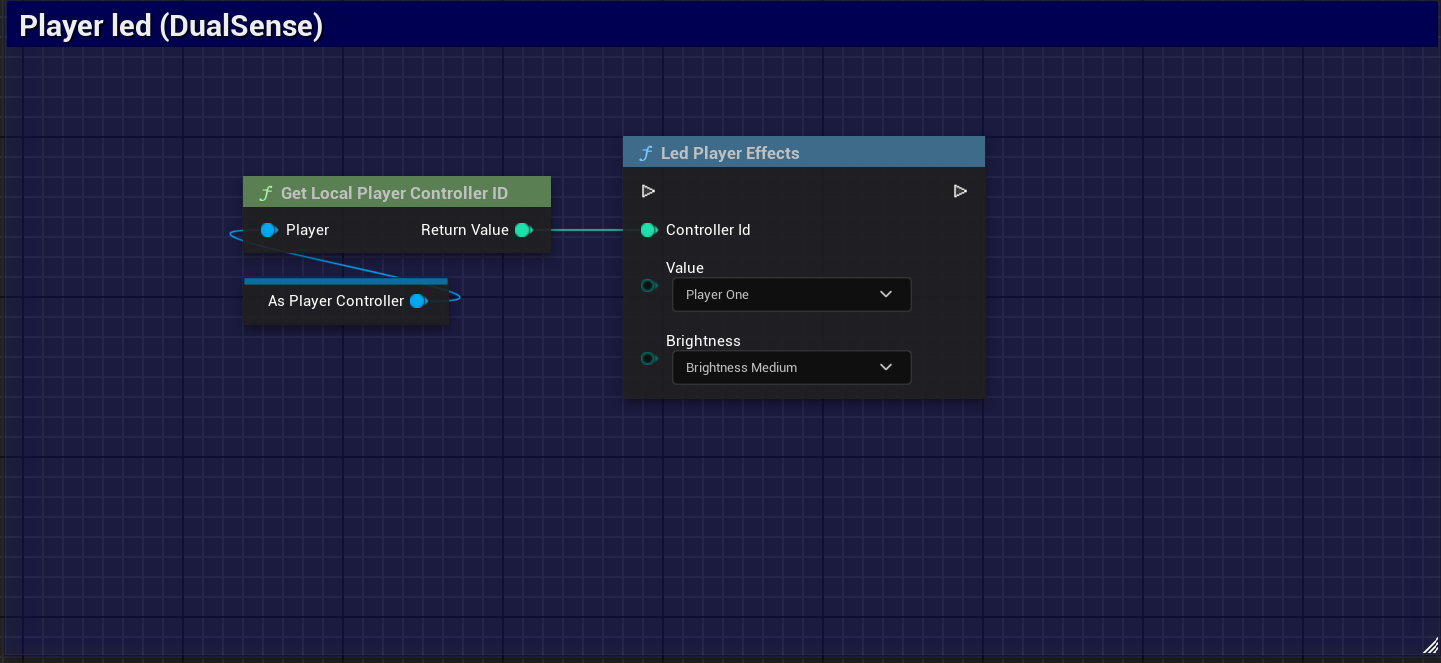 Player led (DualSense)
Get Local Player Controller ID
Player
Return Value
As Player Controller
Led Player Effects
Controller Id
Value
Player One
Brightness
Brightness Medium